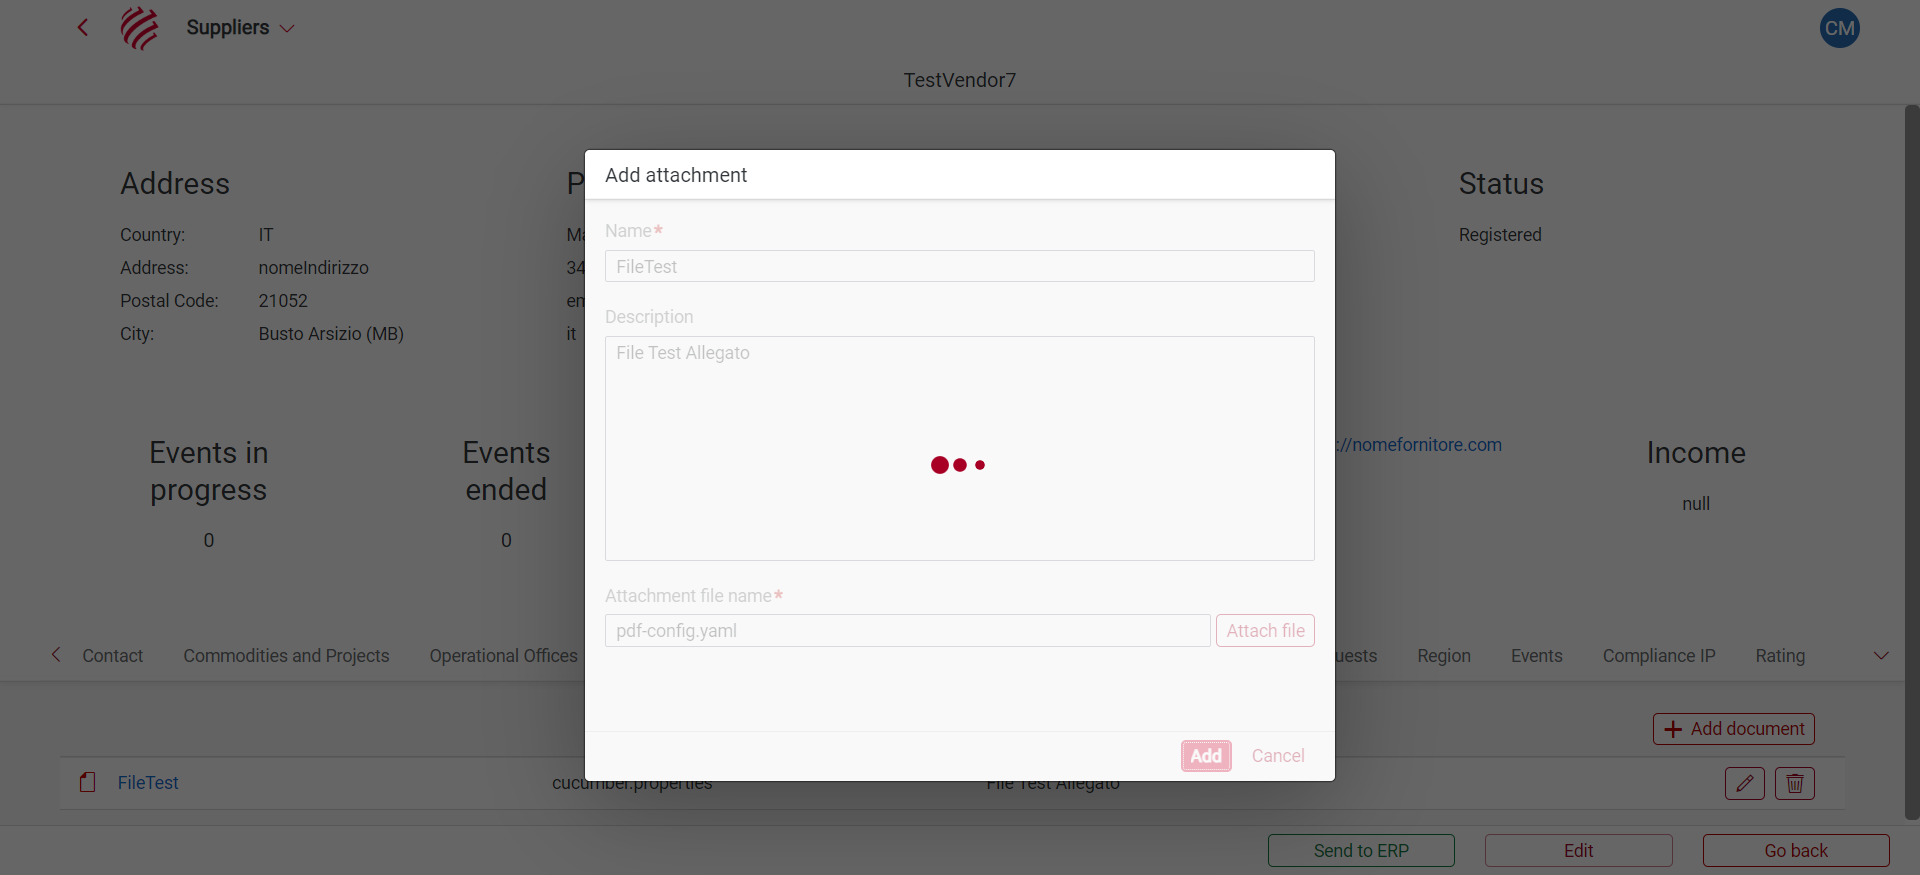 Suppliers
CM
TestVendor7
Address
Country: IT
Address: nomeIndirizzo
Postal Code: 21052
City: Busto Arsizio (MB)
P
Ma
34
em
it
Status
Registered
Events in
progress
0
Events
ended
0
://nomefornitore.com
Income
null
Add attachment
Name*
FileTest
Description
File Test Allegato
Attachment file name*
pdf-config.yaml
Attach file
Add
Cancel
Contact Commodities and Projects Operational Offices uests Region Events Compliance IP Rating
Add document
FileTest cucumber.properties File Test Allegato
Send to ERP Edit Go back